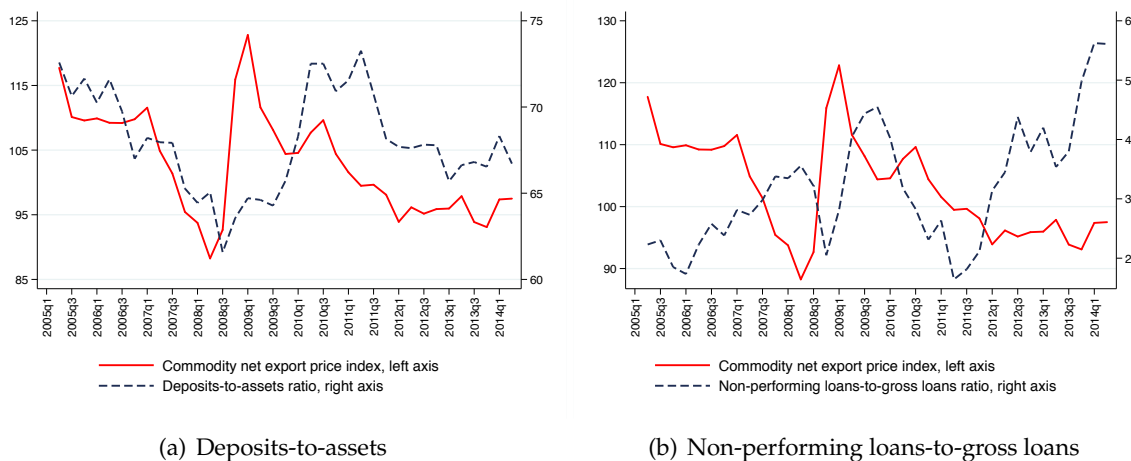 125
115
105
95
85
75
70
65
60
2005q1
2005q3
2006q1
2006q3
2007q1
2007q3
2008q1
2008q3
2009q1
2009q3
2010q1
2010q3
2011q1
2011q3
2012q1
2012q3
2013q1
2013q3
2014q1
Commodity net export price index, left axis
Deposits-to-assets ratio, right axis
(a) Deposits-to-assets
130
120
110
100
90
6
5
4
3
2
2005q1
2005q3
2006q1
2006q3
2007q1
2007q3
2008q1
2008q3
2009q1
2009q3
2010q1
2010q3
2011q1
2011q3
2012q1
2012q3
2013q1
2013q3
2014q1
Commodity net export price index, left axis
Non-performing loans-to-gross loans ratio, right axis
(b) Non-performing loans-to-gross loans